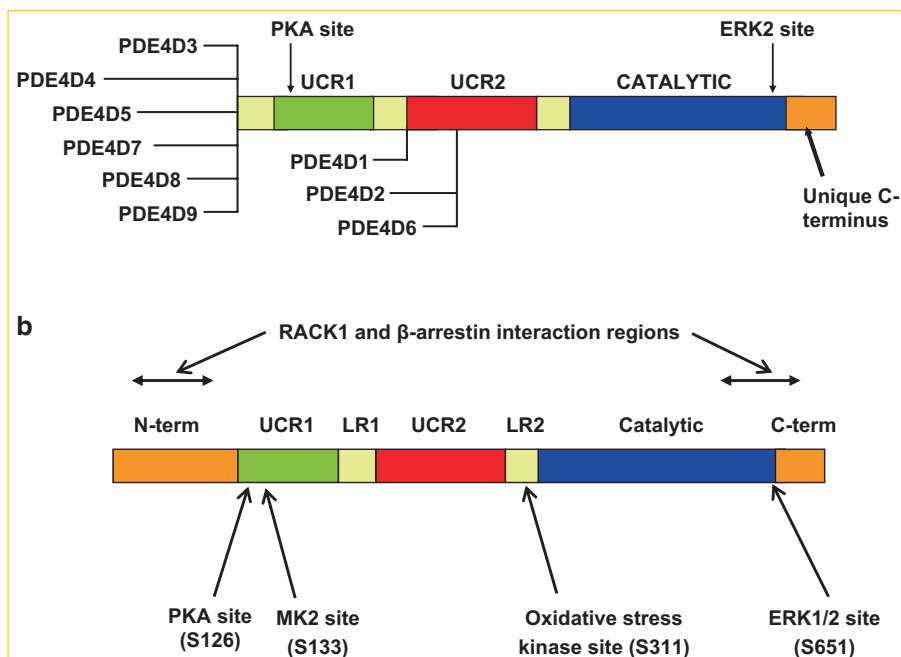 PKA site
ERK2 site
PDE4D3
PDE4D4
UCR1
UCR2
CATALYTIC
PDE4D5
PDE4D7
PDE4D1
PDE4D8
PDE4D2
PDE4D9
PDE4D6
Unique C-
terminus
b
RACK1 and β-arrestin interaction regions
N-term
UCR1
LR1
UCR2
LR2
Catalytic
C-term
PKA site
(S126)
MK2 site
(S133)
Oxidative stress
kinase site (S311)
ERK1/2 site
(S651)